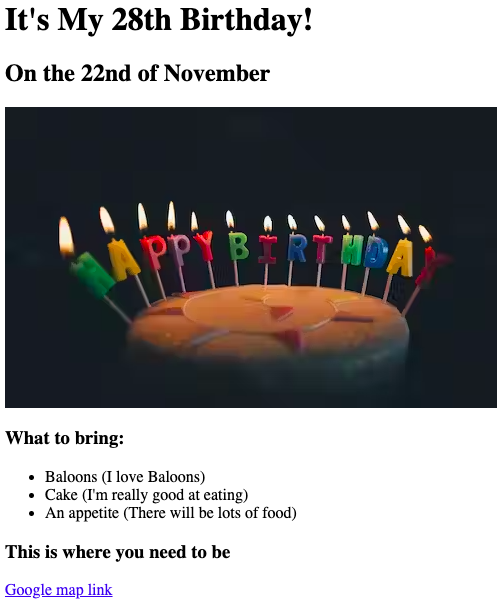 It's My 28th Birthday!
On the 22nd of November
HAPPY BIRTHDAY
What to bring:
Baloons (I love Baloons)
Cake (I'm really good at eating)
An appetite (There will be lots of food)
This is where you need to be
Google map link